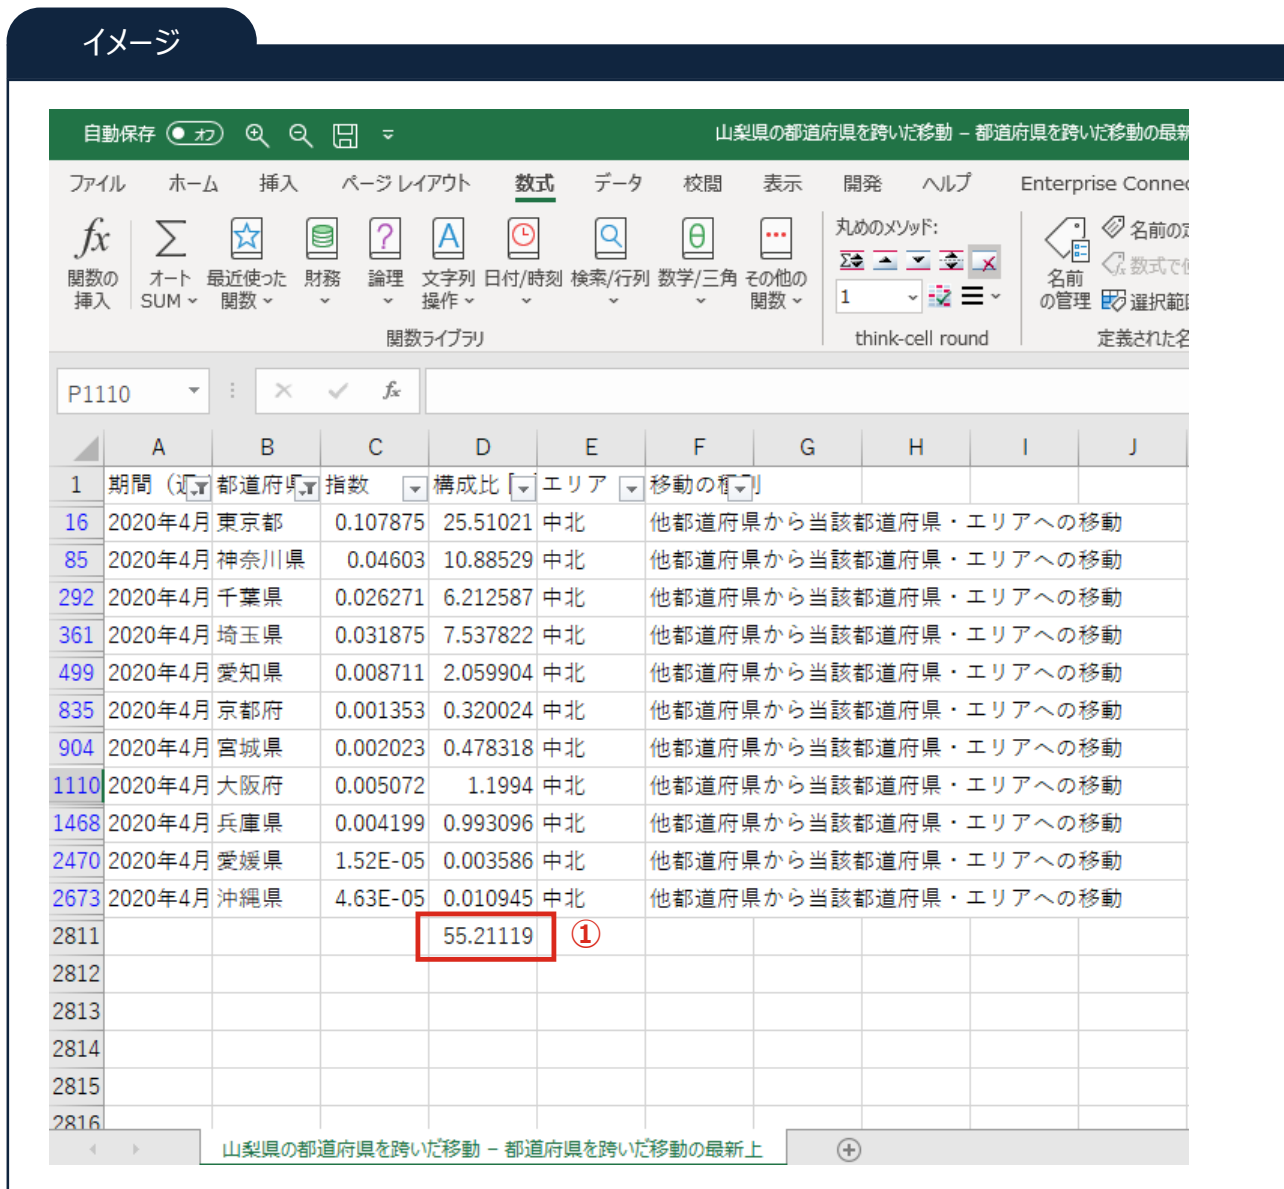 イメージ
自動保存 オフ 山梨県の都道府県を跨いだ移動 – 都道府県を跨いだ移動の最新
ファイル ホーム 挿入 ページ レイアウト 数式 データ 校閲 表示 開発 ヘルプ Enterprise Connec
fx Σ ? A θ 丸めのメソッド: 名前の定
関数の 挿入 オート SUM 最近使った 関数 財務 論理 文字列 操作 日付/時刻 検索/行列 数学/三角 その他の 関数 1 名前 の管理 数式で使 選択範囲
関数ライブラリ think-cell round 定義された名
P1110 fx
A B C D E F G H I J
1 期間（週 都道府県 指数 構成比 [ エリア 移動の種別
16 2020年4月 東京都 0.107875 25.51021 中北 他都道府県から当該都道府県・エリアへの移動
85 2020年4月 神奈川県 0.04603 10.88529 中北 他都道府県から当該都道府県・エリアへの移動
292 2020年4月 千葉県 0.026271 6.212587 中北 他都道府県から当該都道府県・エリアへの移動
361 2020年4月 埼玉県 0.031875 7.537822 中北 他都道府県から当該都道府県・エリアへの移動
499 2020年4月 愛知県 0.008711 2.059904 中北 他都道府県から当該都道府県・エリアへの移動
835 2020年4月 京都府 0.001353 0.320024 中北 他都道府県から当該都道府県・エリアへの移動
904 2020年4月 宮城県 0.002023 0.478318 中北 他都道府県から当該都道府県・エリアへの移動
1110 2020年4月 大阪府 0.005072 1.1994 中北 他都道府県から当該都道府県・エリアへの移動
1468 2020年4月 兵庫県 0.004199 0.993096 中北 他都道府県から当該都道府県・エリアへの移動
2470 2020年4月 愛媛県 1.52E-05 0.003586 中北 他都道府県から当該都道府県・エリアへの移動
2673 2020年4月 沖縄県 4.63E-05 0.010945 中北 他都道府県から当該都道府県・エリアへの移動
2811 55.21119 ①
2812
2813
2814
2815
2816
山梨県の都道府県を跨いだ移動 – 都道府県を跨いだ移動の最新上